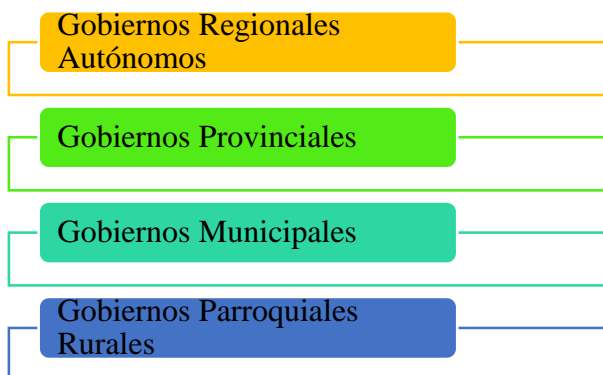 Gobiernos Regionales
Autónomos
Gobiernos Provinciales
Gobiernos Municipales
Gobiernos Parroquiales
Rurales